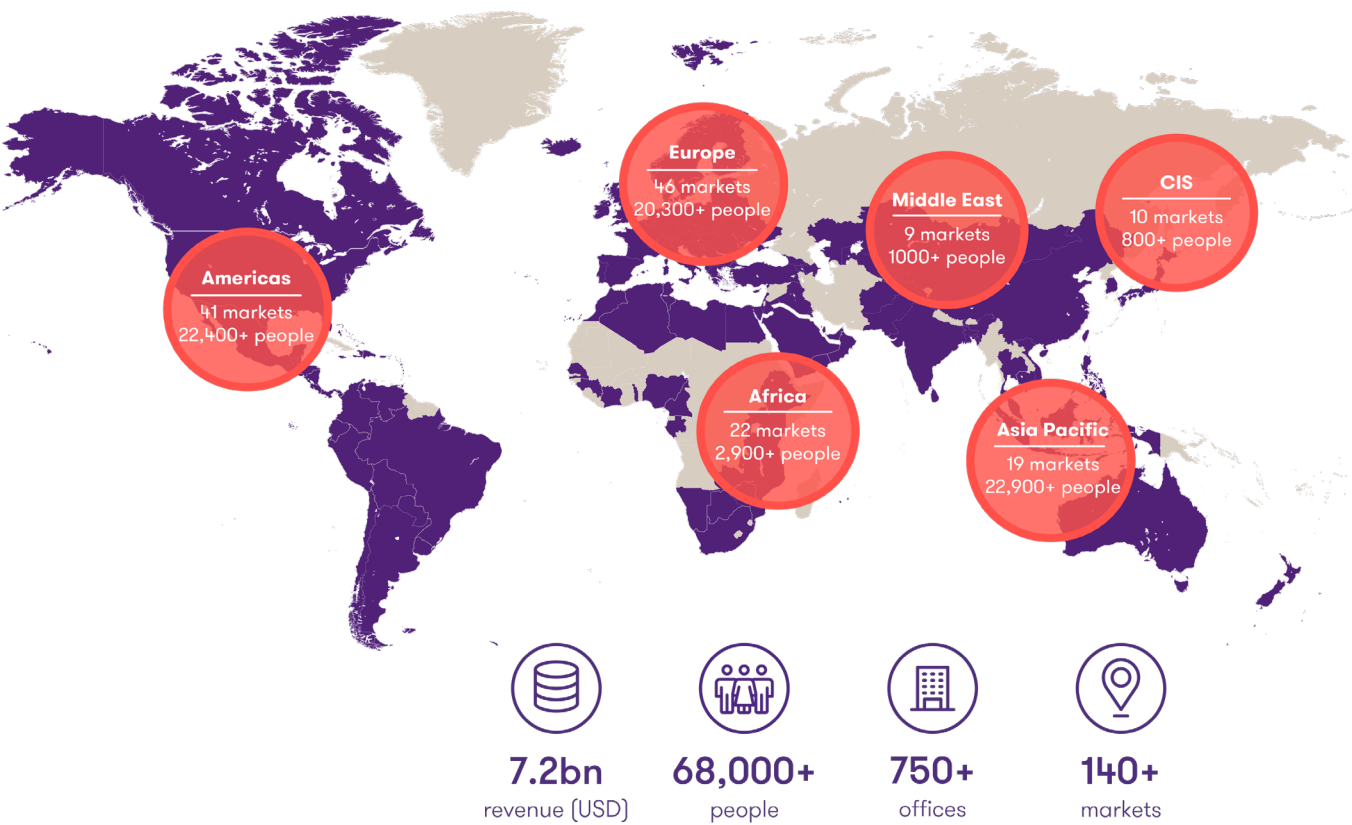 Europe
46 markets
20,300+ people
Middle East
9 markets
1000+ people
CIS
10 markets
800+ people
Americas
41 markets
22,400+ people
Africa
22 markets
2,900+ people
Asia Pacific
19 markets
22,900+ people
7.2bn
revenue (USD)
68,000+
people
750+
offices
140+
markets